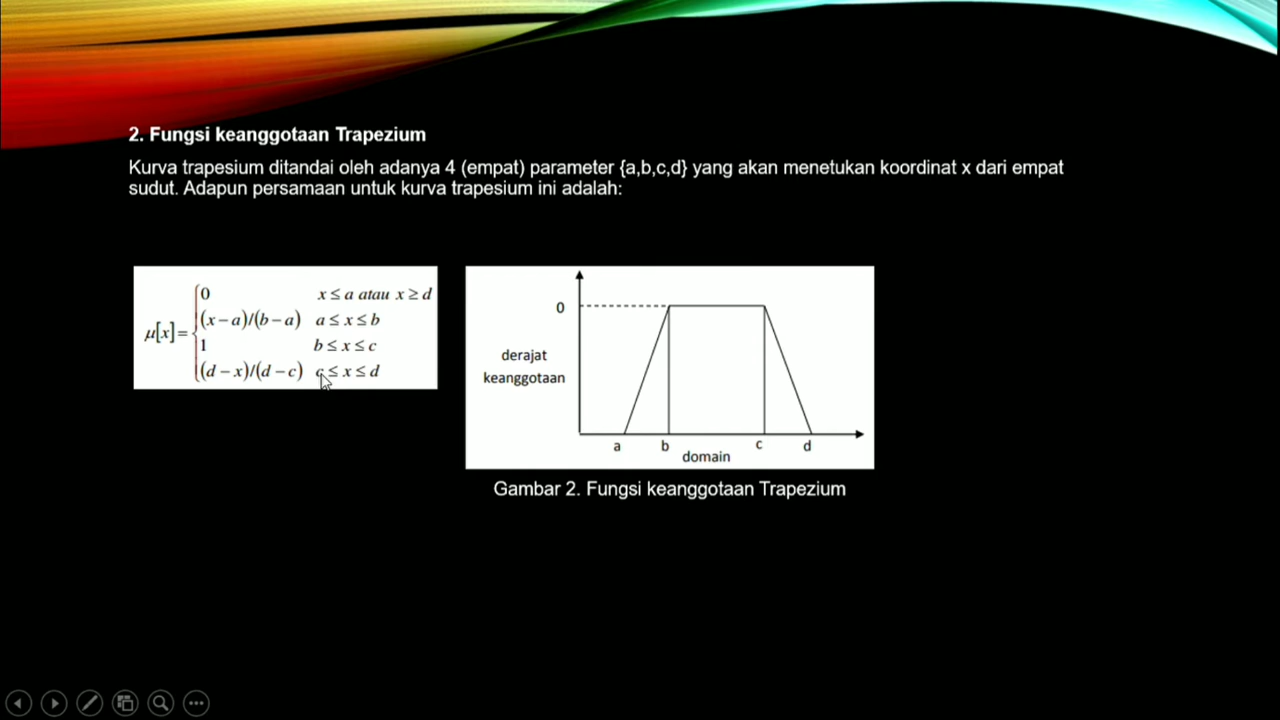 2. Fungsi keanggotaan Trapezium
Kurva trapesium ditandai oleh adanya 4 (empat) parameter {a,b,c,d} yang akan menetukan koordinat x dari empat
sudut. Adapun persamaan untuk kurva trapesium ini adalah:
μ[x]=
0 x ≤ a atau x ≥ d
(x – a)/(b – a) a ≤ x ≤ b
1 b ≤ x ≤ c
(d – x)/(d – c) c ≤ x ≤ d
0
derajat
keanggotaan
a b c d
domain
Gambar 2. Fungsi keanggotaan Trapezium